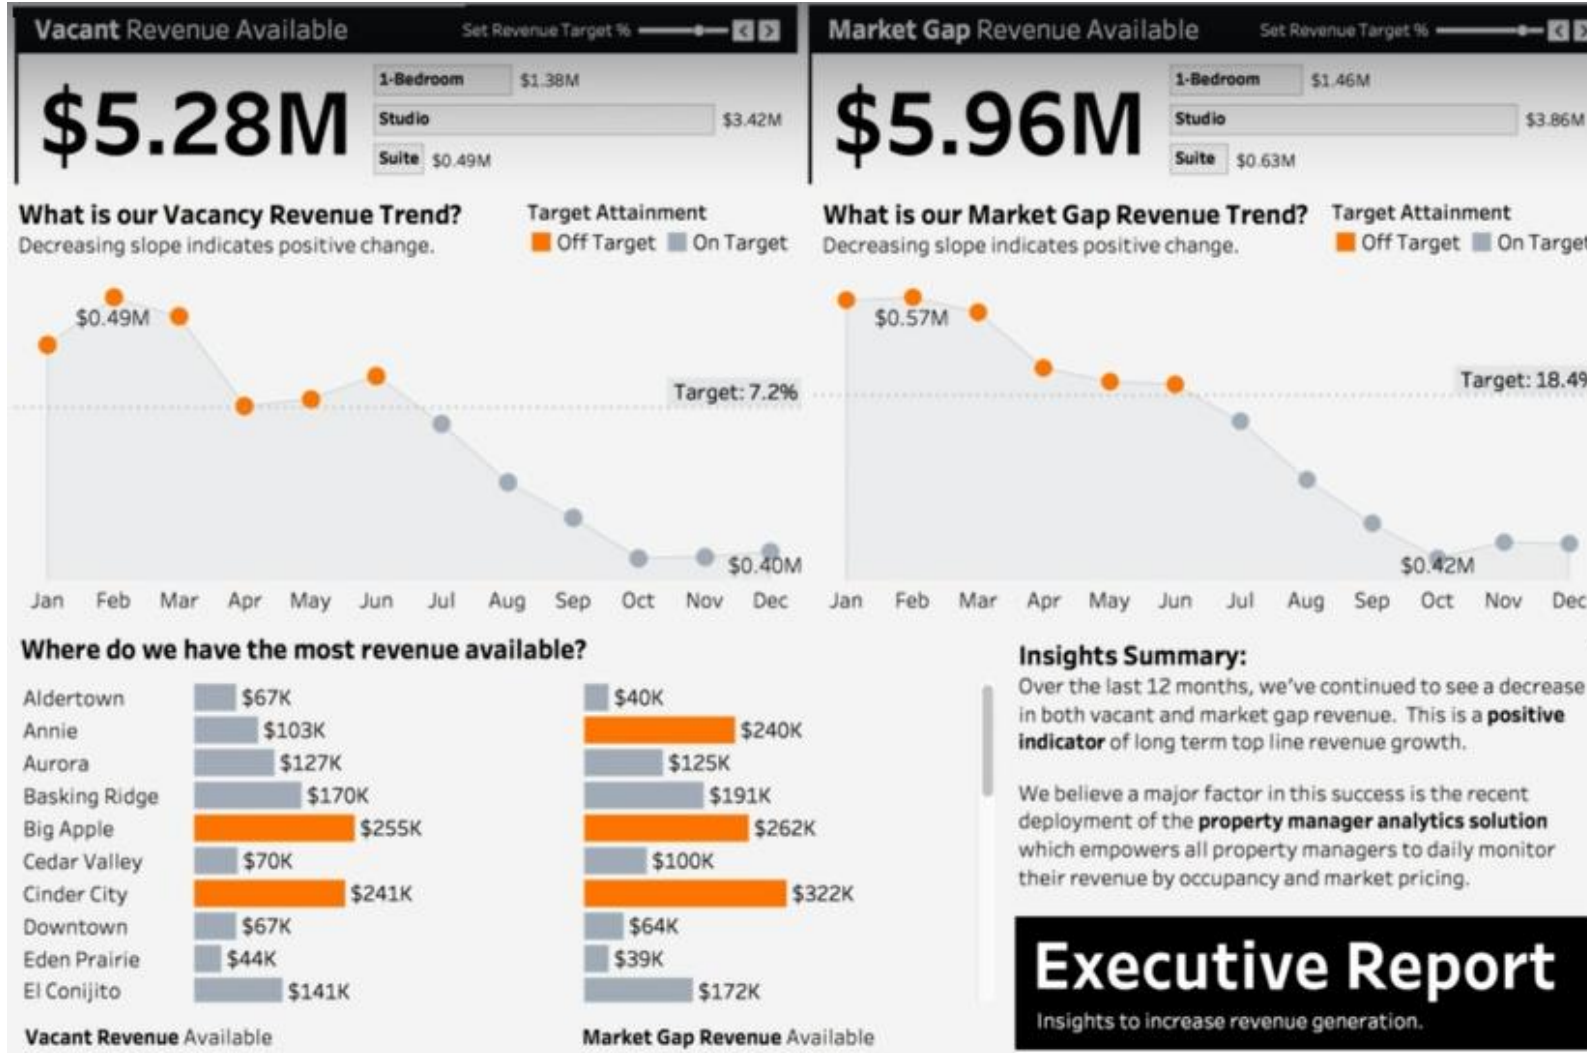 Vacant Revenue Available
Set Revenue Target %
$5.28M
1-Bedroom $1.38M
Studio $3.42M
Suite $0.49M
Market Gap Revenue Available
Set Revenue Target %
$5.96M
1-Bedroom $1.46M
Studio $3.86M
Suite $0.63M
What is our Vacancy Revenue Trend?
Decreasing slope indicates positive change.
Target Attainment
Off Target On Target
$0.49M
Target: 7.2%
$0.40M
Jan Feb Mar Apr May Jun Jul Aug Sep Oct Nov Dec
What is our Market Gap Revenue Trend?
Decreasing slope indicates positive change.
Target Attainment
Off Target On Target
$0.57M
Target: 18.4%
$0.42M
Jan Feb Mar Apr May Jun Jul Aug Sep Oct Nov Dec
Where do we have the most revenue available?
Aldertown $67K $40K
Annie $103K $240K
Aurora $127K $125K
Basking Ridge $170K $191K
Big Apple $255K $262K
Cedar Valley $70K $100K
Cinder City $241K $322K
Downtown $67K $64K
Eden Prairie $44K $39K
El Conijito $141K $172K
Vacant Revenue Available
Market Gap Revenue Available
Insights Summary:
Over the last 12 months, we've continued to see a decrease
in both vacant and market gap revenue. This is a positive
indicator of long term top line revenue growth.
We believe a major factor in this success is the recent
deployment of the property manager analytics solution
which empowers all property managers to daily monitor
their revenue by occupancy and market pricing.
Executive Report
Insights to increase revenue generation.